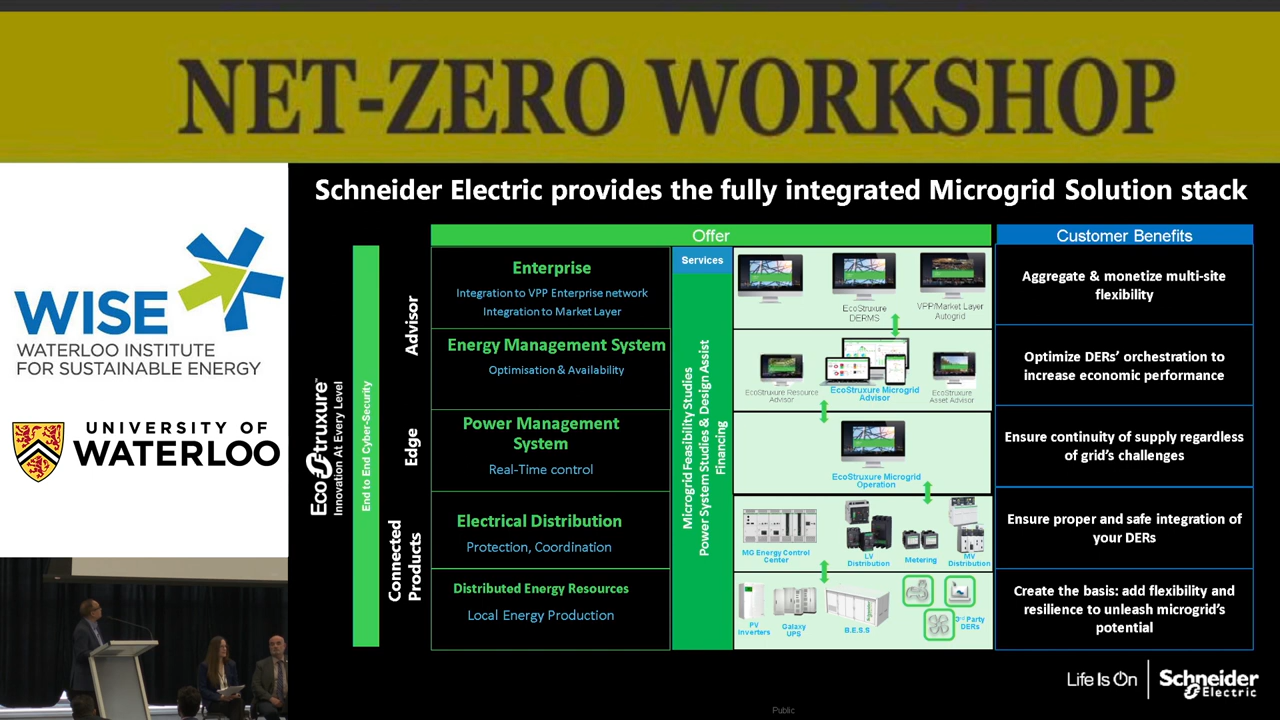 NET-ZERO WORKSHOP
WISE
WATERLOO INSTITUTE
FOR SUSTAINABLE ENERGY
UNIVERSITY OF
WATERLOO
Schneider Electric provides the fully integrated Microgrid Solution stack
Offer
Customer Benefits
EcoStruxure™
Innovation At Every Level
End to End Cyber-Security
Advisor
Edge
Connected
Products
Enterprise
Integration to VPP Enterprise network
Integration to Market Layer
Energy Management System
Optimisation & Availability
Power Management
System
Real-Time control
Electrical Distribution
Protection, Coordination
Distributed Energy Resources
Local Energy Production
Services
Microgrid Feasibility Studies
Power System Studies & Design Assist
Financing
EcoStruxure
DERMS
VPP/Market Layer
Autogrid
EcoStruxure Resource
Advisor
EcoStruxure Microgrid
Advisor
EcoStruxure
Asset Advisor
EcoStruxure Microgrid
Operation
MG Energy Control
Center
LV
Distribution
Metering
MV
Distribution
PV
Inverters
Galaxy
UPS
B.E.S.S
3rd Party
DERs
Aggregate & monetize multi-site
flexibility
Optimize DERs’ orchestration to
increase economic performance
Ensure continuity of supply regardless
of grid’s challenges
Ensure proper and safe integration of
your DERs
Create the basis: add flexibility and
resilience to unleash microgrid’s
potential
Life Is On
Schneider
Electric
Public